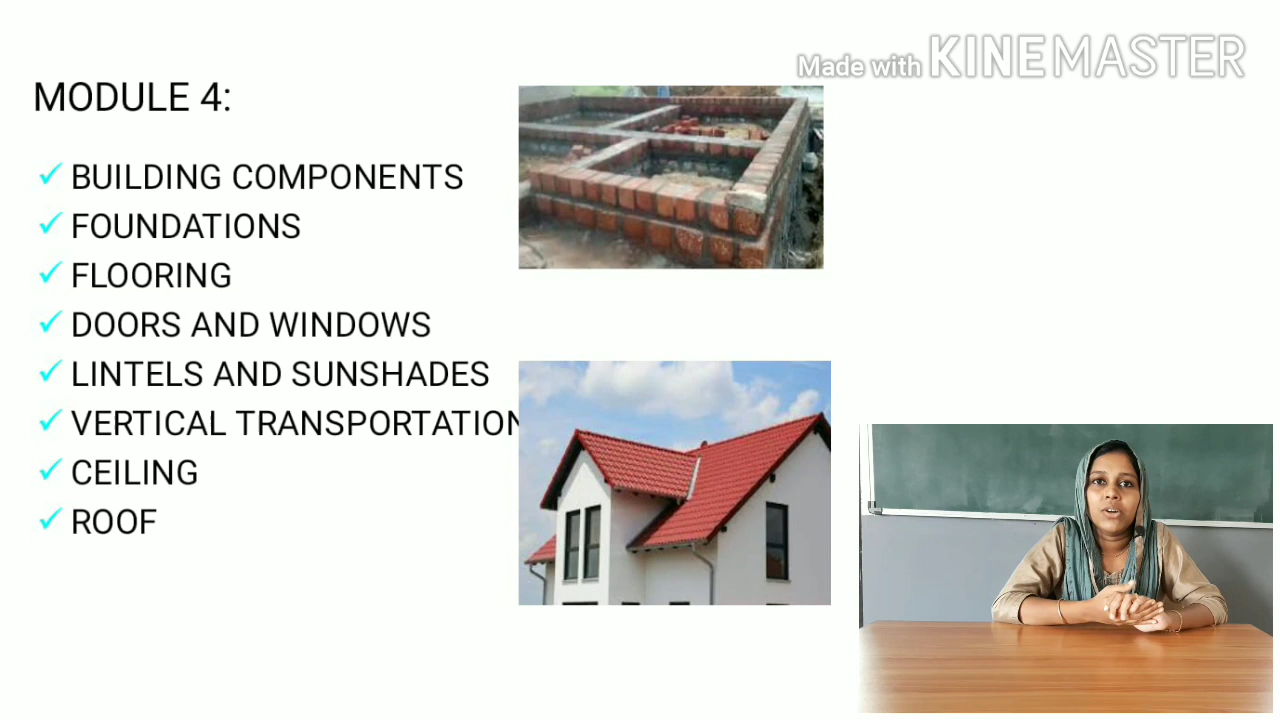 Made with KINEMASTER
MODULE 4:
BUILDING COMPONENTS
FOUNDATIONS
FLOORING
DOORS AND WINDOWS
LINTELS AND SUNSHADES
VERTICAL TRANSPORTATION
CEILING
ROOF